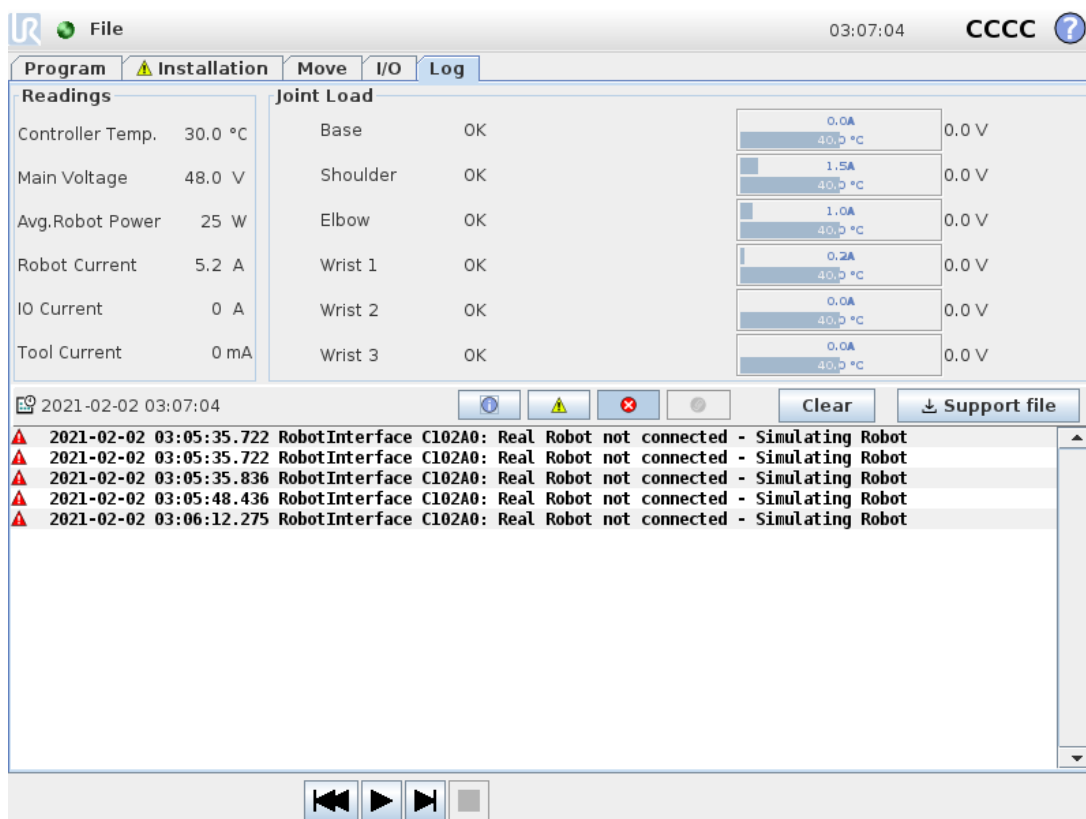 UR File 03:07:04 CCCC ?
Program Installation Move I/O Log
Readings
Controller Temp. 30.0 °C
Main Voltage 48.0 V
Avg.Robot Power 25 W
Robot Current 5.2 A
IO Current 0 A
Tool Current 0 mA
Joint Load
Base OK 0.0A 40.0 °C 0.0 V
Shoulder OK 1.5A 40.0 °C 0.0 V
Elbow OK 1.0A 40.0 °C 0.0 V
Wrist 1 OK 0.2A 40.0 °C 0.0 V
Wrist 2 OK 0.0A 40.0 °C 0.0 V
Wrist 3 OK 0.0A 40.0 °C 0.0 V
2021-02-02 03:07:04 Clear Support file
2021-02-02 03:05:35.722 RobotInterface C102A0: Real Robot not connected - Simulating Robot
2021-02-02 03:05:35.722 RobotInterface C102A0: Real Robot not connected - Simulating Robot
2021-02-02 03:05:35.836 RobotInterface C102A0: Real Robot not connected - Simulating Robot
2021-02-02 03:05:48.436 RobotInterface C102A0: Real Robot not connected - Simulating Robot
2021-02-02 03:06:12.275 RobotInterface C102A0: Real Robot not connected - Simulating Robot